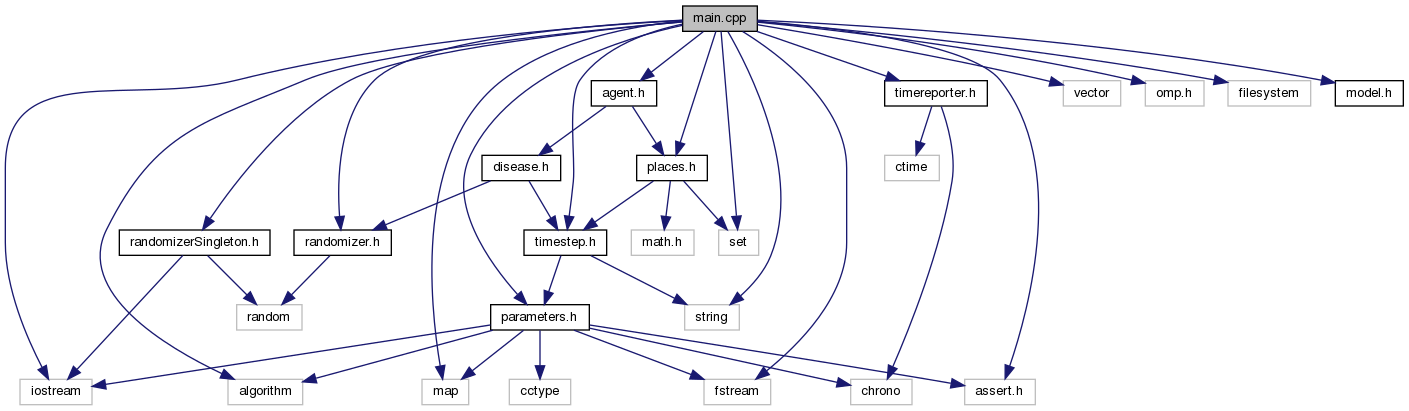 main.cpp
agent.h
timereporter.h
vector
omp.h
filesystem
model.h
disease.h
places.h
ctime
randomizerSingleton.h
randomizer.h
timestep.h
math.h
set
random
parameters.h
string
iostream
algorithm
map
cctype
fstream
chrono
assert.h